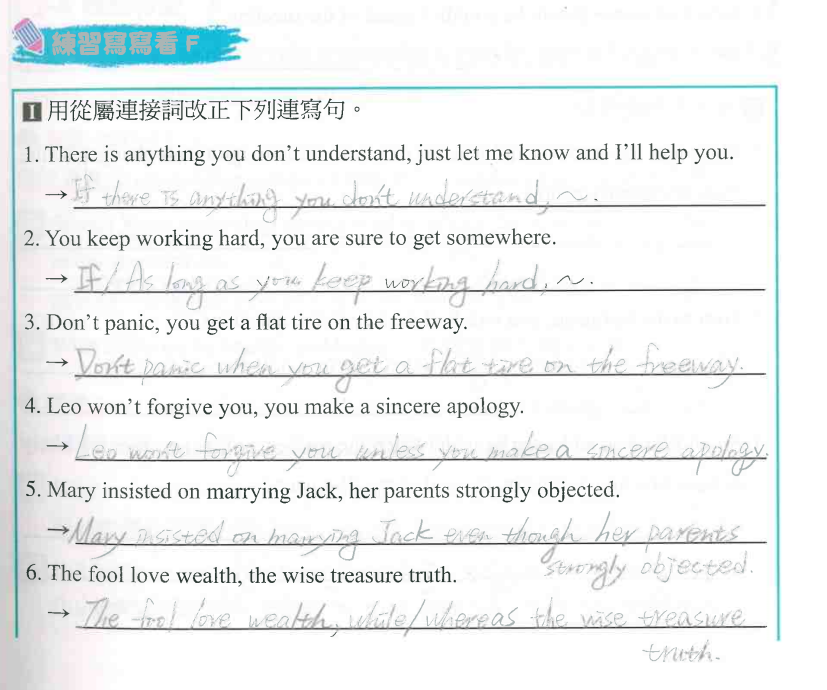 練習寫寫看 F
I 用從屬連接詞改正下列連寫句。
1. There is anything you don't understand, just let me know and I'll help you.
→ If there is anything you don't understand, ~.
2. You keep working hard, you are sure to get somewhere.
→ If / As long as you keep working hard, ~.
3. Don't panic, you get a flat tire on the freeway.
→ Don't panic when you get a flat tire on the freeway.
4. Leo won't forgive you, you make a sincere apology.
→ Leo won't forgive you unless you make a sincere apology.
5. Mary insisted on marrying Jack, her parents strongly objected.
→ Mary insisted on marrying Jack even though her parents
strongly objected.
6. The fool love wealth, the wise treasure truth.
→ The fool love wealth, while/whereas the wise treasure
truth.